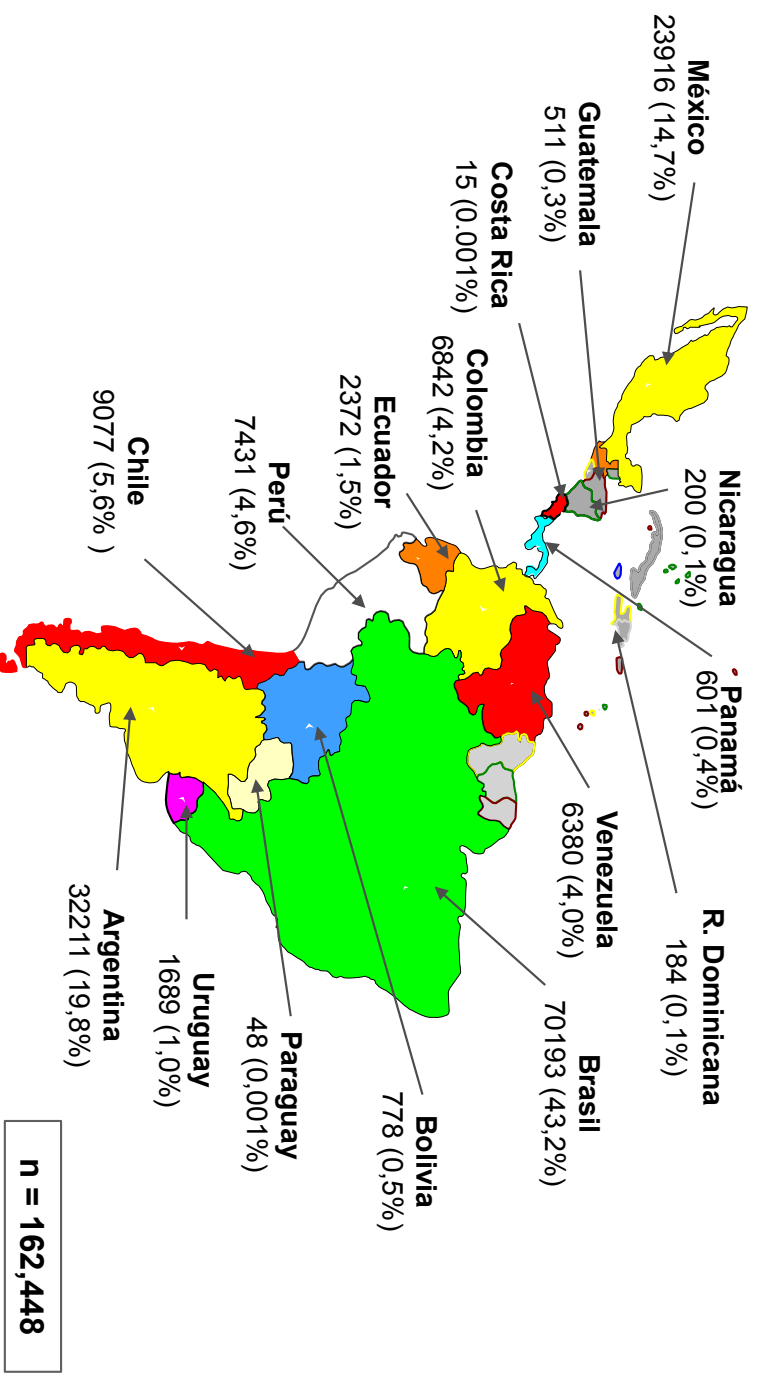 México
23916 (14,7%)
Guatemala
511 (0,3%)
Costa Rica
15 (0.001%)
Colombia
6842 (4,2%)
Ecuador
2372 (1,5%)
Perú
7431 (4,6%)
Chile
9077 (5,6% )
Nicaragua
200 (0,1%)
Panamá
601 (0,4%)
R. Dominicana
184 (0,1%)
Venezuela
6380 (4,0%)
Brasil
70193 (43,2%)
Bolivia
778 (0,5%)
Paraguay
48 (0,001%)
Uruguay
1689 (1,0%)
Argentina
32211 (19,8%)
n = 162,448